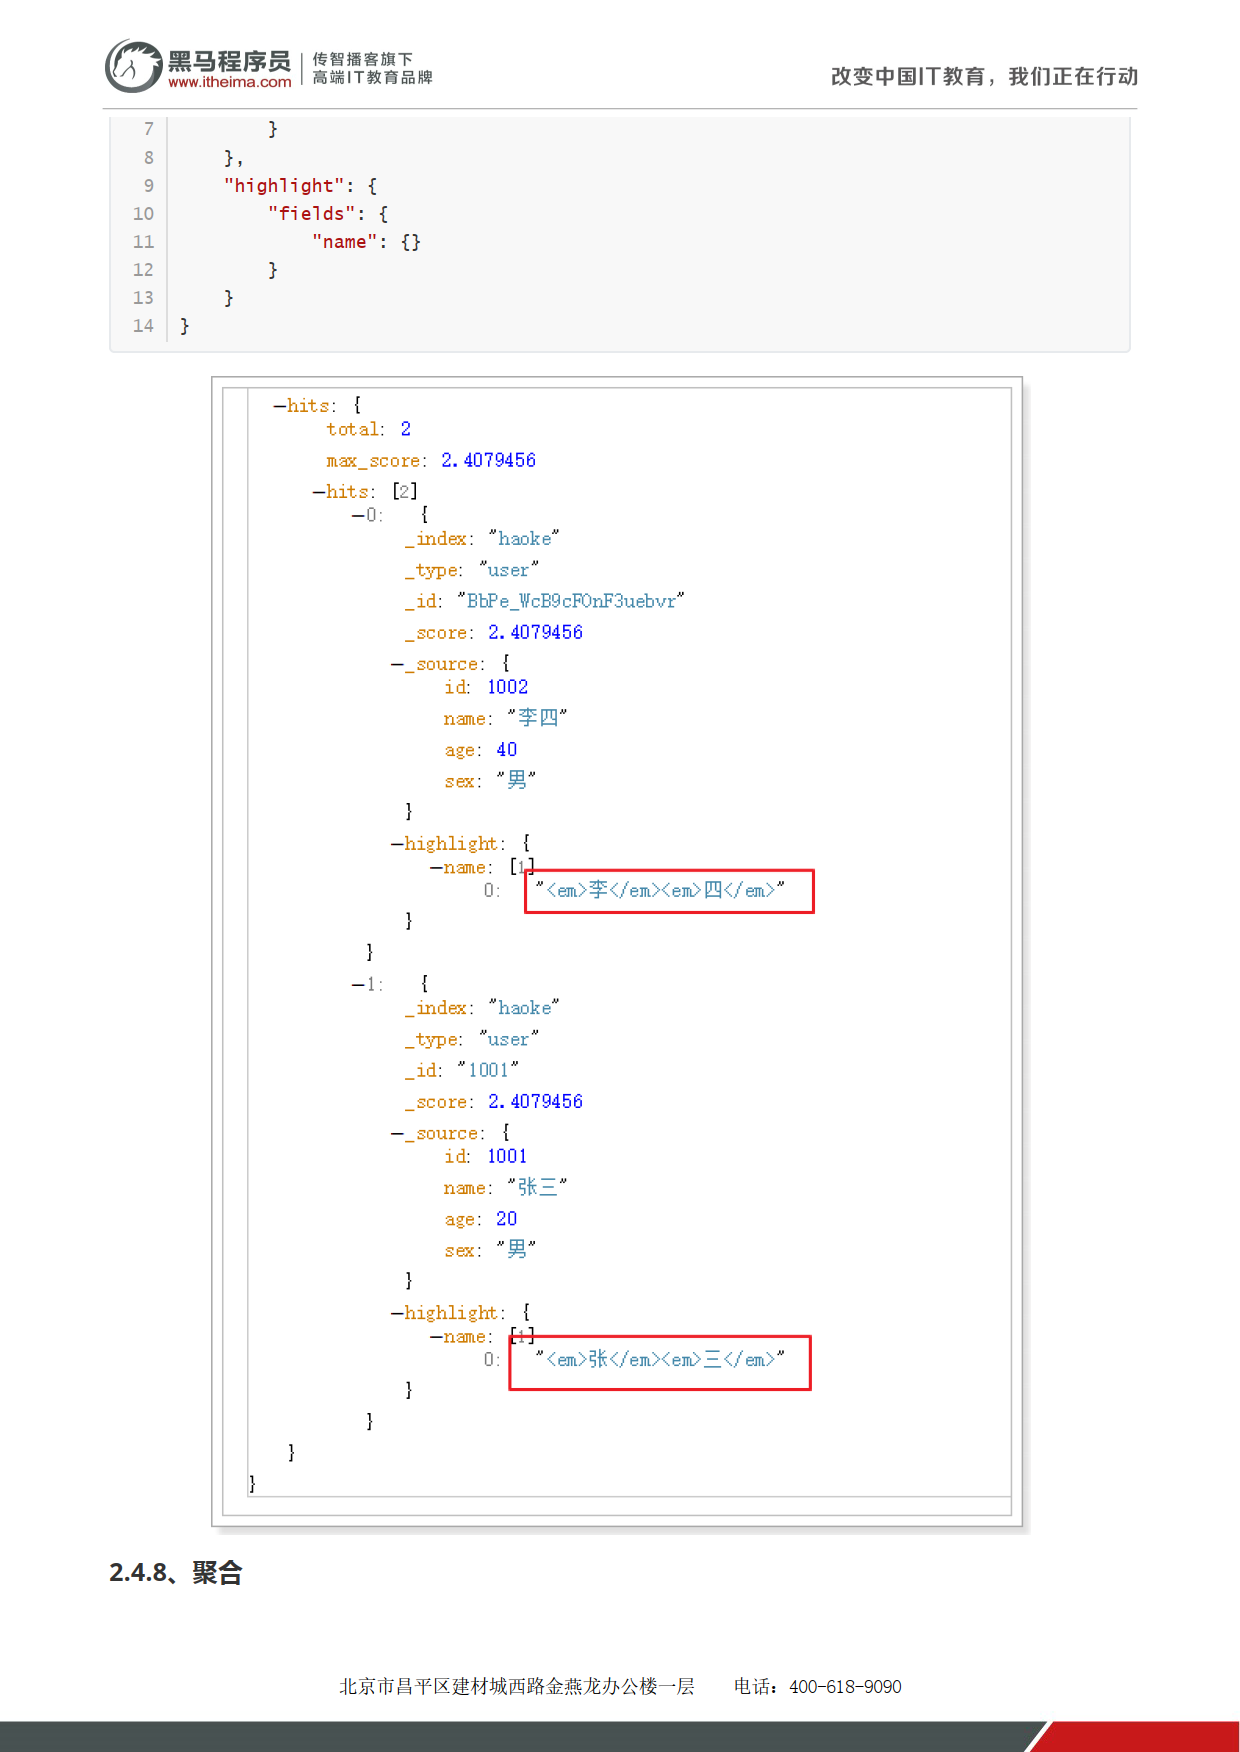 黑马程序员
www.itheima.com
传智播客旗下
高端IT教育品牌
改变中国IT教育，我们正在行动
7 }
8 },
9 "highlight": {
10 "fields": {
11 "name": {}
12 }
13 }
14 }
—hits: {
total: 2
max_score: 2.4079456
—hits: [2]
—0: {
_index: "haoke"
_type: "user"
_id: "BbPe_WcB9cFOnF3uebvr"
_score: 2.4079456
—_source: {
id: 1002
name: "李四"
age: 40
sex: "男"
}
—highlight: {
—name: [1]
0: "<em>李</em><em>四</em>"
}
}
—1: {
_index: "haoke"
_type: "user"
_id: "1001"
_score: 2.4079456
—_source: {
id: 1001
name: "张三"
age: 20
sex: "男"
}
—highlight: {
—name: [1]
0: "<em>张</em><em>三</em>"
}
}
}
}
2.4.8、聚合
北京市昌平区建材城西路金燕龙办公楼一层 电话：400-618-9090